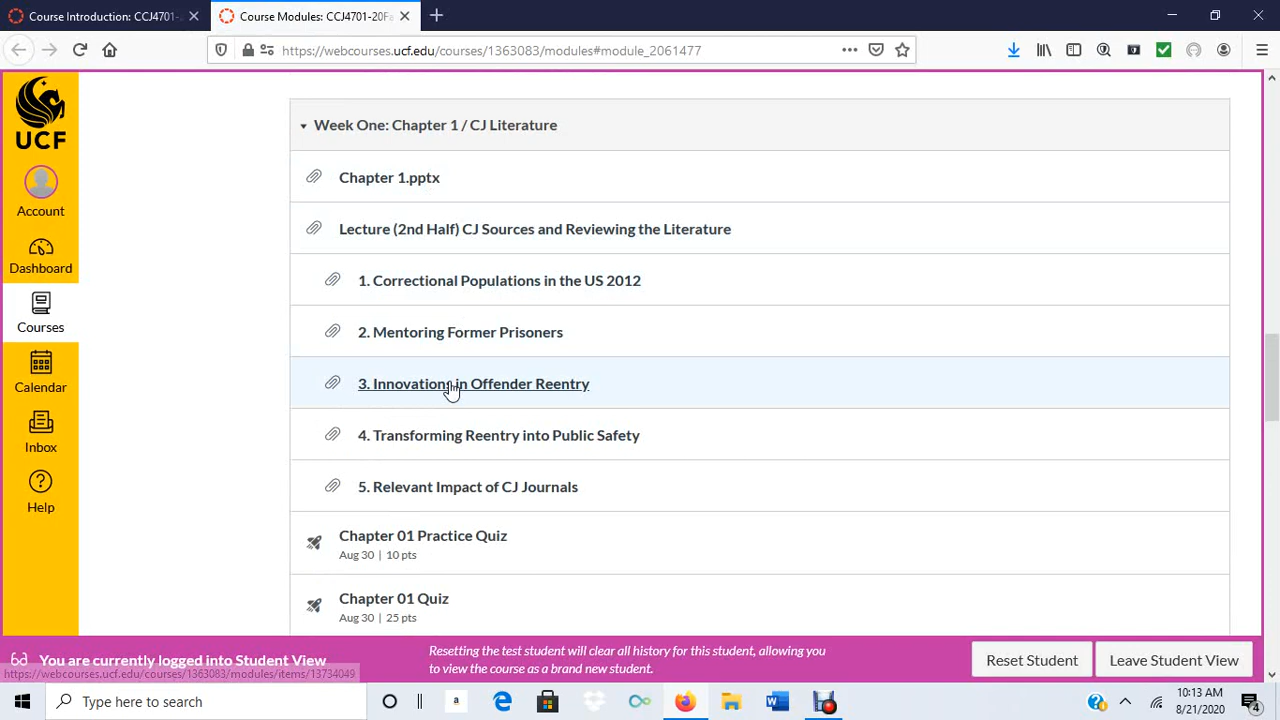 Course Introduction: CCJ4701-
Course Modules: CCJ4701-20Fa
https://webcourses.ucf.edu/courses/1363083/modules#module_2061477
UCF
Account
Dashboard
Courses
Calendar
Inbox
Help
Week One: Chapter 1 / CJ Literature
Chapter 1.pptx
Lecture (2nd Half) CJ Sources and Reviewing the Literature
1. Correctional Populations in the US 2012
2. Mentoring Former Prisoners
3. Innovations in Offender Reentry
4. Transforming Reentry into Public Safety
5. Relevant Impact of CJ Journals
Chapter 01 Practice Quiz
Aug 30 | 10 pts
Chapter 01 Quiz
Aug 30 | 25 pts
You are currently logged into Student View
Resetting the test student will clear all history for this student, allowing you
to view the course as a brand new student.
Reset Student
Leave Student View
https://webcourses.ucf.edu/courses/1363083/modules/items/13734049
Type here to search
a
W
10:13 AM
8/21/2020
4